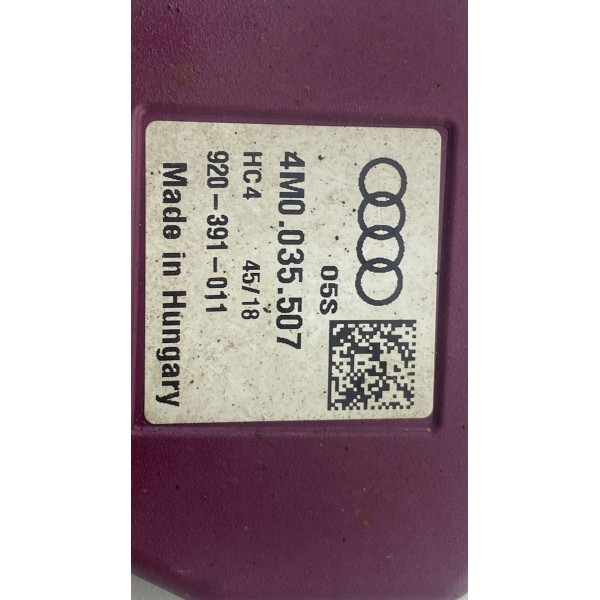 05S
4M0.035.507
HC4 45/18
920-391-011
Made in Hungary